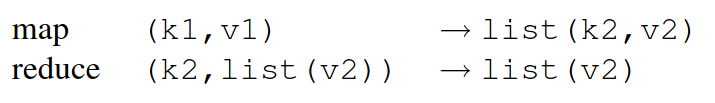 map (k1,v1) → list(k2,v2)
reduce (k2,list(v2)) → list(v2)